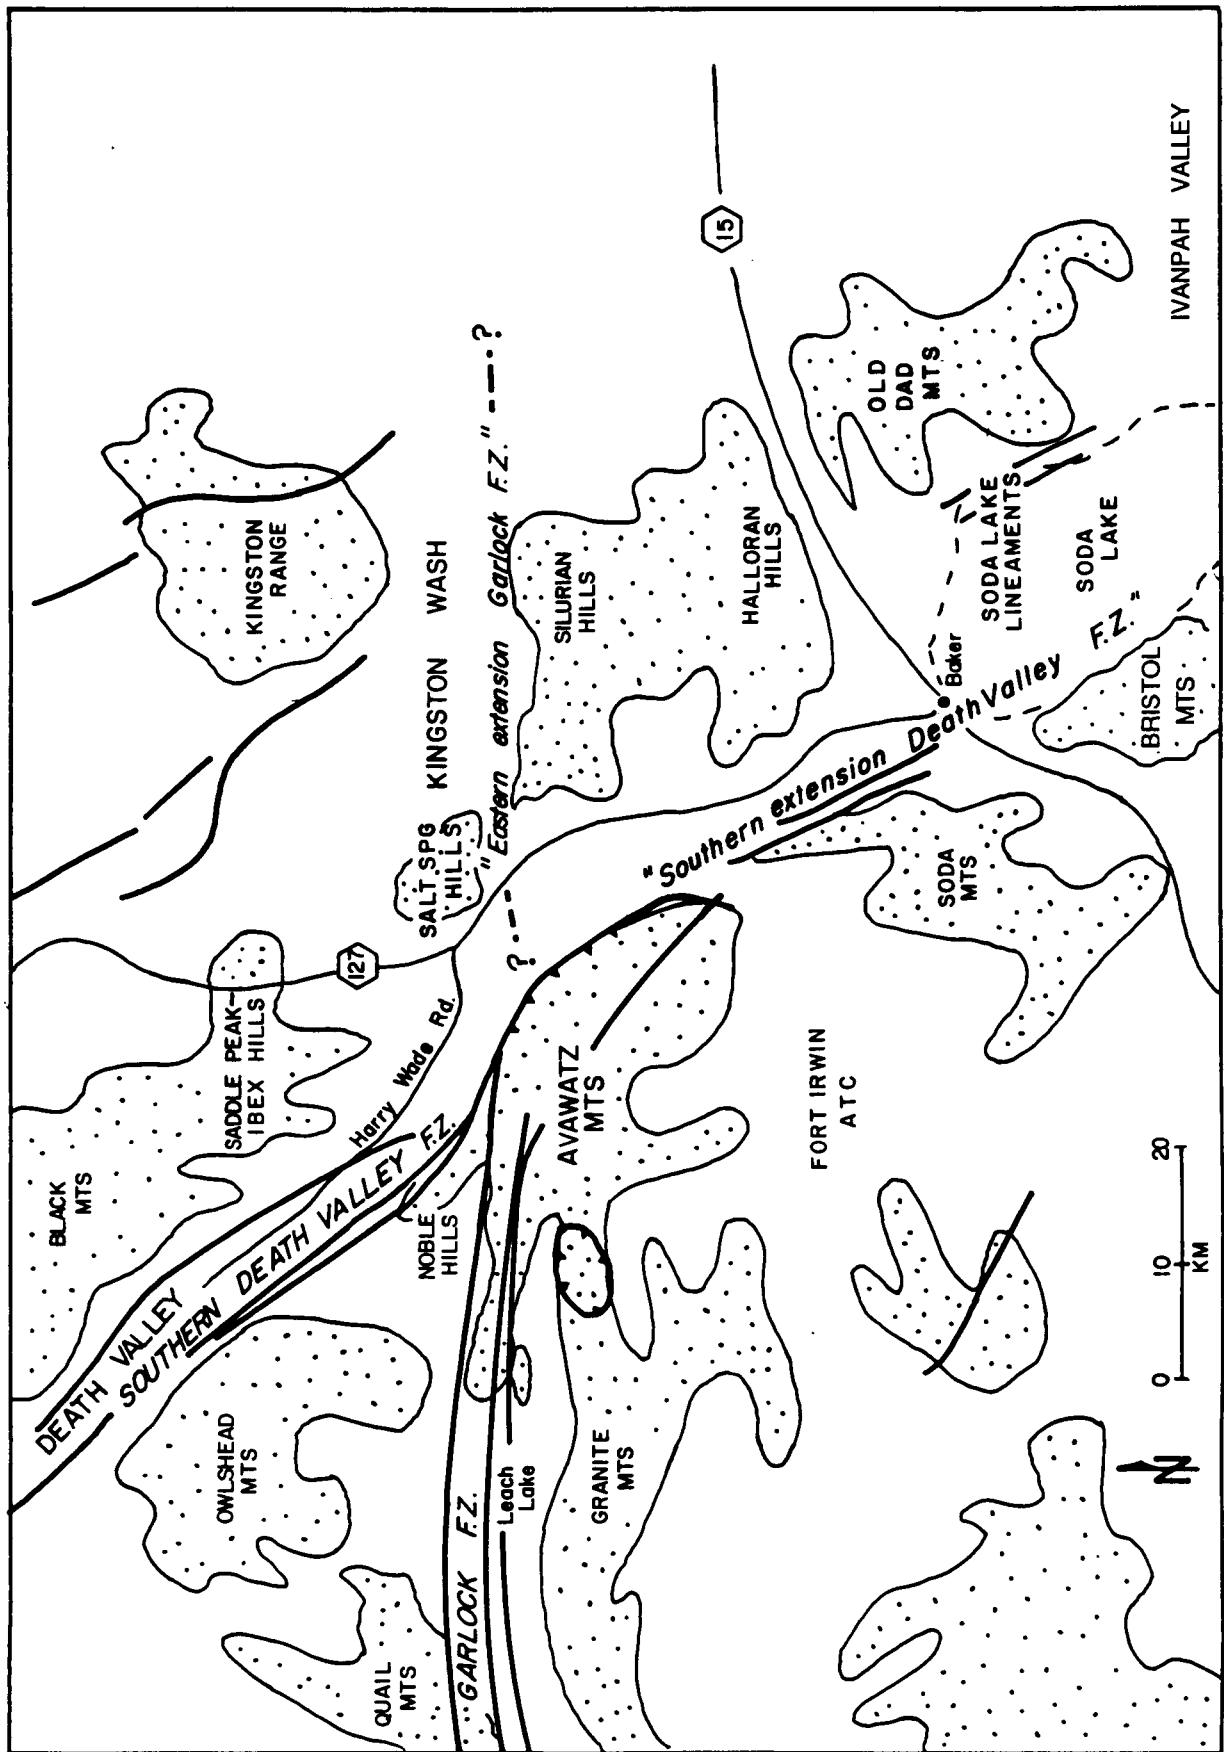 BLACK
MTS
SADDLE PEAK-
IBEX HILLS
KINGSTON
RANGE
DEATH VALLEY
SOUTHERN DEATH VALLEY F.Z.
127
Harry Wade Rd.
OWLSHEAD
MTS
NOBLE
HILLS
SALT SPG
HILLS
KINGSTON WASH
QUAIL
MTS
GARLOCK F.Z.
Leach
Lake
?
"Eastern extension Garlock F.Z."
?
AVAWATZ
MTS
SILURIAN
HILLS
GRANITE
MTS
"Southern extension Death Valley F.Z."
HALLORAN
HILLS
15
FORT IRWIN
ATC
SODA
MTS
Baker
OLD
DAD
MTS
SODA LAKE
LINEAMENTS
SODA
LAKE
BRISTOL
MTS
IVANPAH VALLEY
N
0 10 20
KM